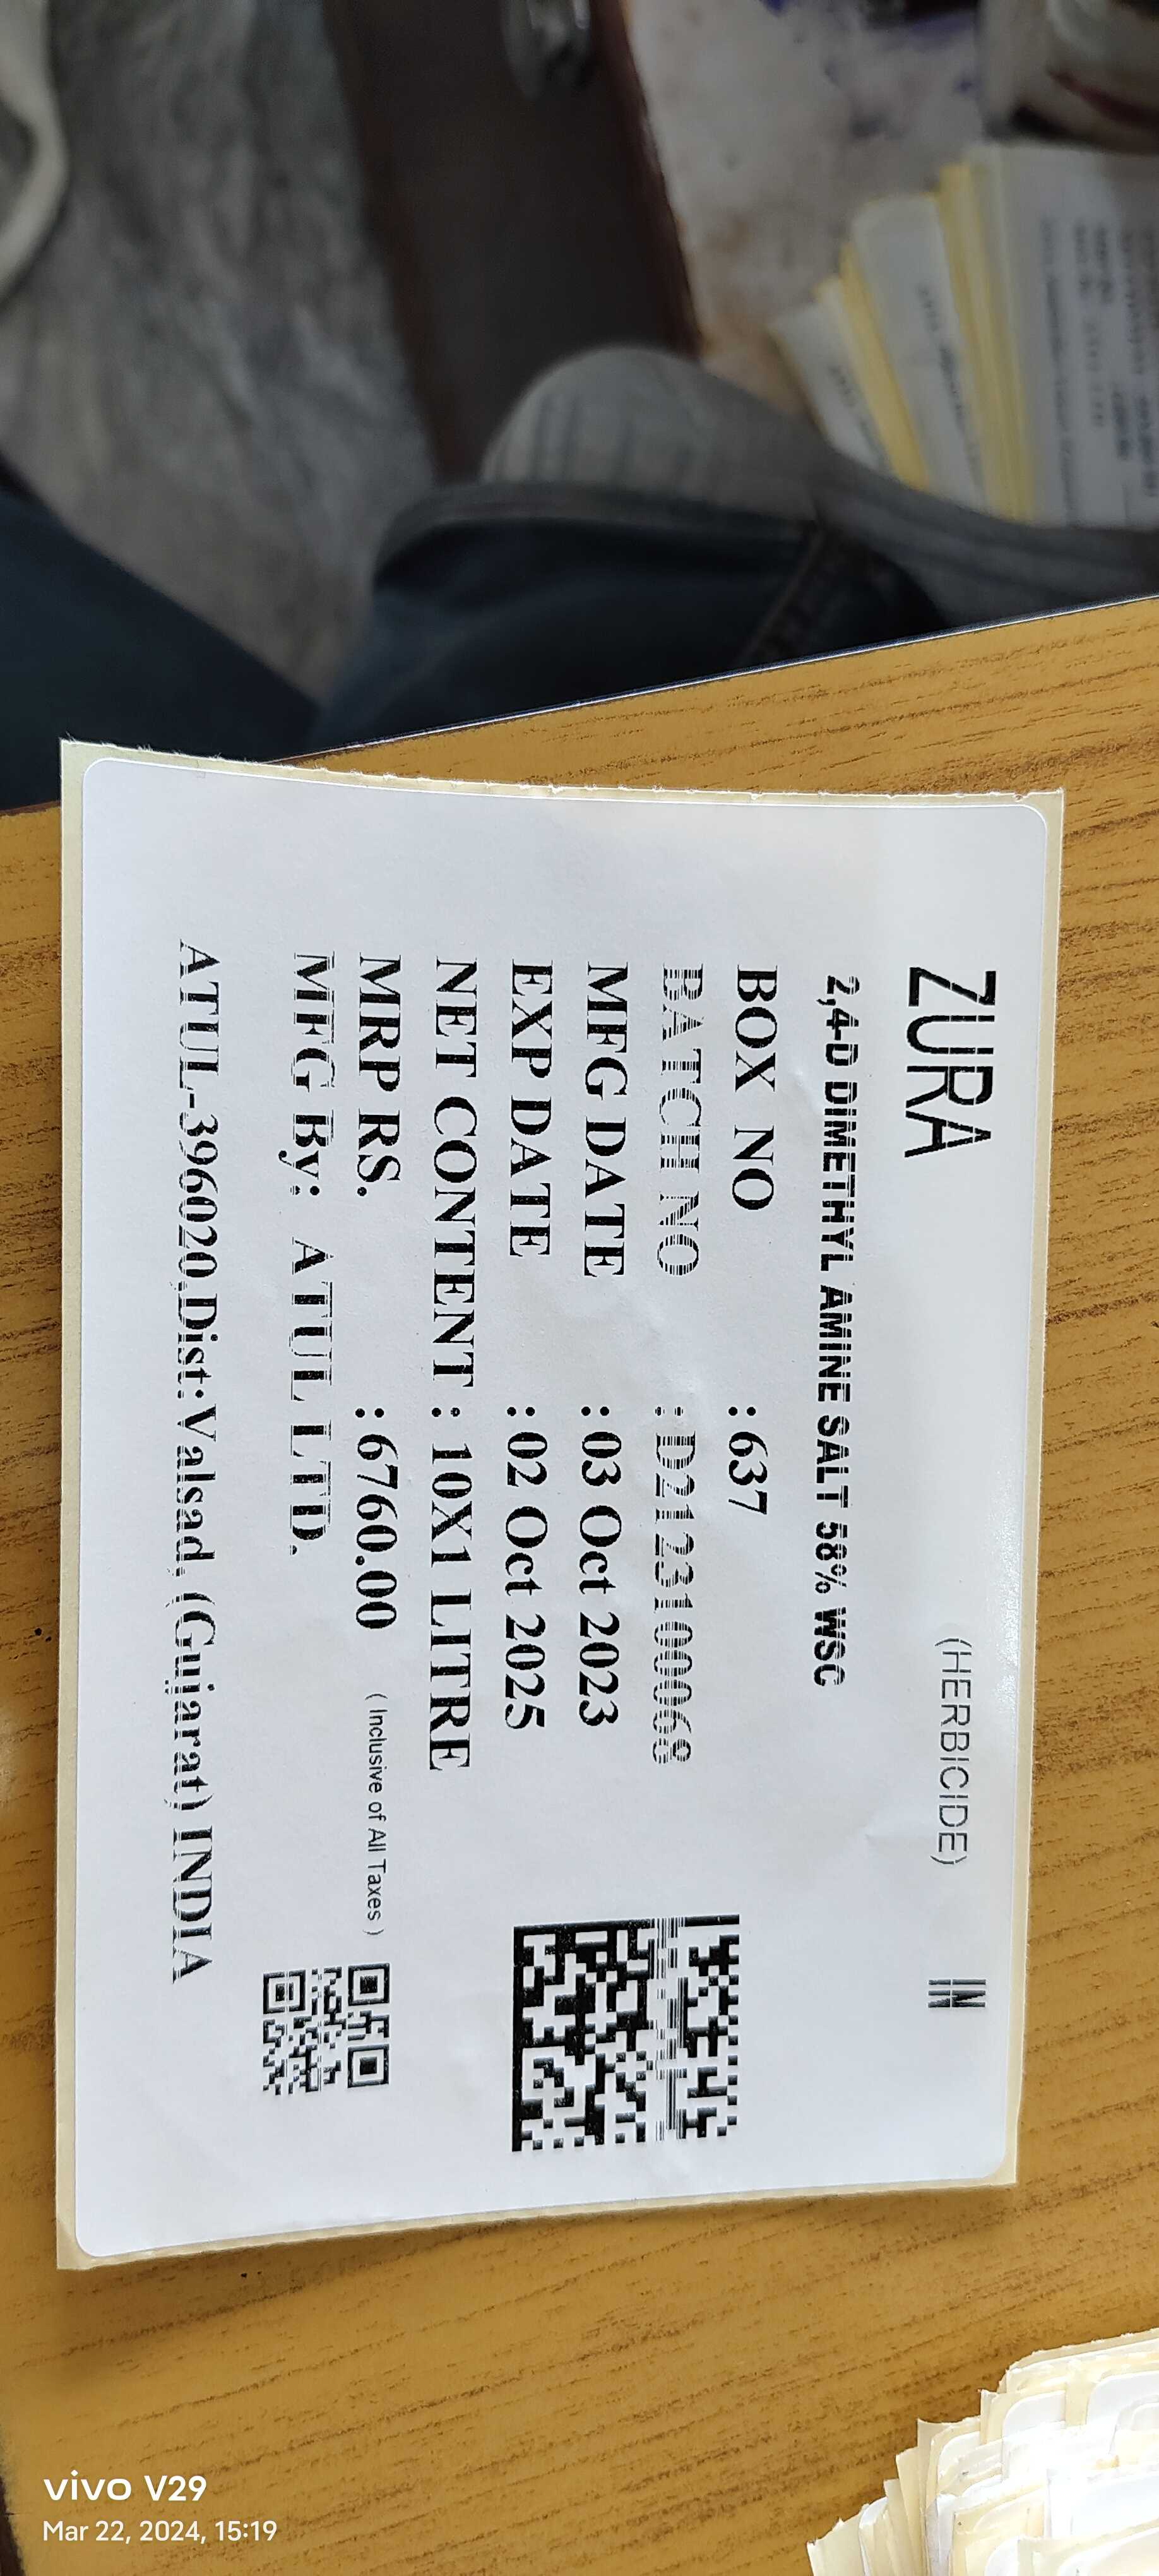 ZURA (HERBICIDE) IN
2,4-D DIMETHYL AMINE SALT 58% WSC
BOX NO :637
BATCH NO :D212310068
MFG DATE :03 Oct 2023
EXP DATE :02 Oct 2025
NET CONTENT : 10X1 LITRE
MRP RS. :6760.00 ( Inclusive of All Taxes )
MFG By: ATUL LTD.
ATUL-396020,Dist:Valsad, (Gujarat) INDIA
vivo V29
Mar 22, 2024, 15:19